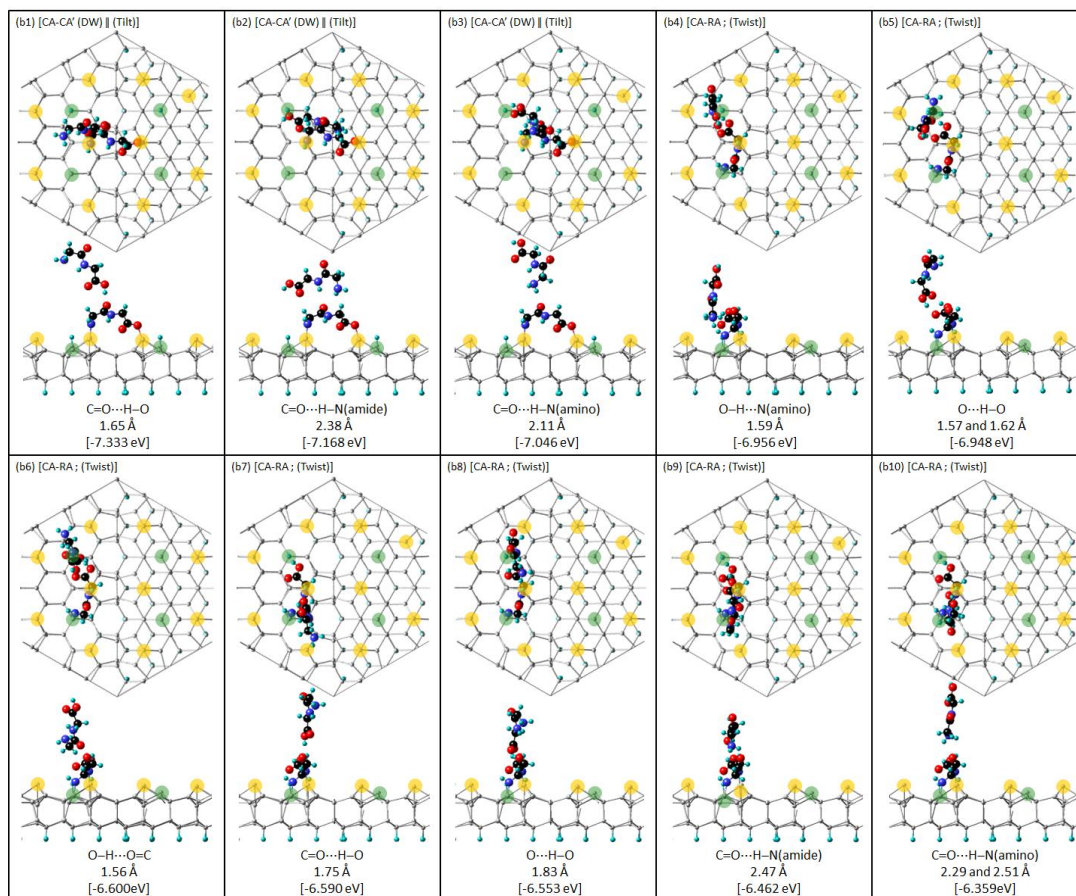 (b1) [CA-CA' (DW) ‖ (Tilt)]
(b2) [CA-CA' (DW) ‖ (Tilt)]
(b3) [CA-CA' (DW) ‖ (Tilt)]
(b4) [CA-RA ; (Twist)]
(b5) [CA-RA ; (Twist)]
C=O⋯H–O
1.65 Å
[-7.333 eV]
C=O⋯H–N(amide)
2.38 Å
[-7.168 eV]
C=O⋯H–N(amino)
2.11 Å
[-7.046 eV]
O–H⋯N(amino)
1.59 Å
[-6.956 eV]
O⋯H–O
1.57 and 1.62 Å
[-6.948 eV]
(b6) [CA-RA ; (Twist)]
(b7) [CA-RA ; (Twist)]
(b8) [CA-RA ; (Twist)]
(b9) [CA-RA ; (Twist)]
(b10) [CA-RA ; (Twist)]
O–H⋯O=C
1.56 Å
[-6.600eV]
C=O⋯H–O
1.75 Å
[-6.590 eV]
O⋯H–O
1.83 Å
[-6.553 eV]
C=O⋯H–N(amide)
2.47 Å
[-6.462 eV]
C=O⋯H–N(amino)
2.29 and 2.51 Å
[-6.359 eV]